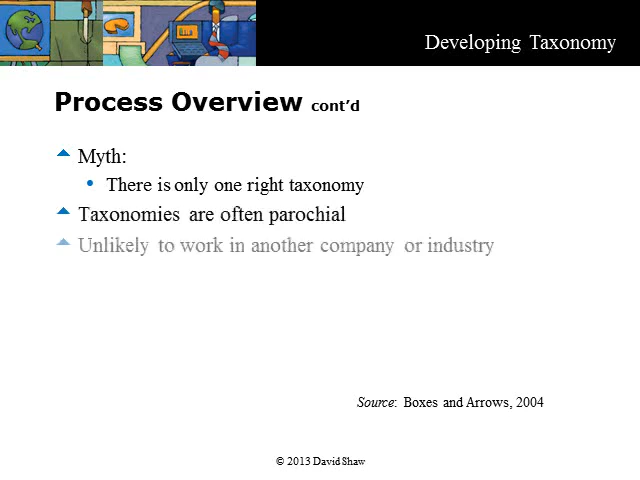 Developing Taxonomy
Process Overview cont’d
Myth:
There is only one right taxonomy
Taxonomies are often parochial
Unlikely to work in another company or industry
Source: Boxes and Arrows, 2004
© 2013 David Shaw